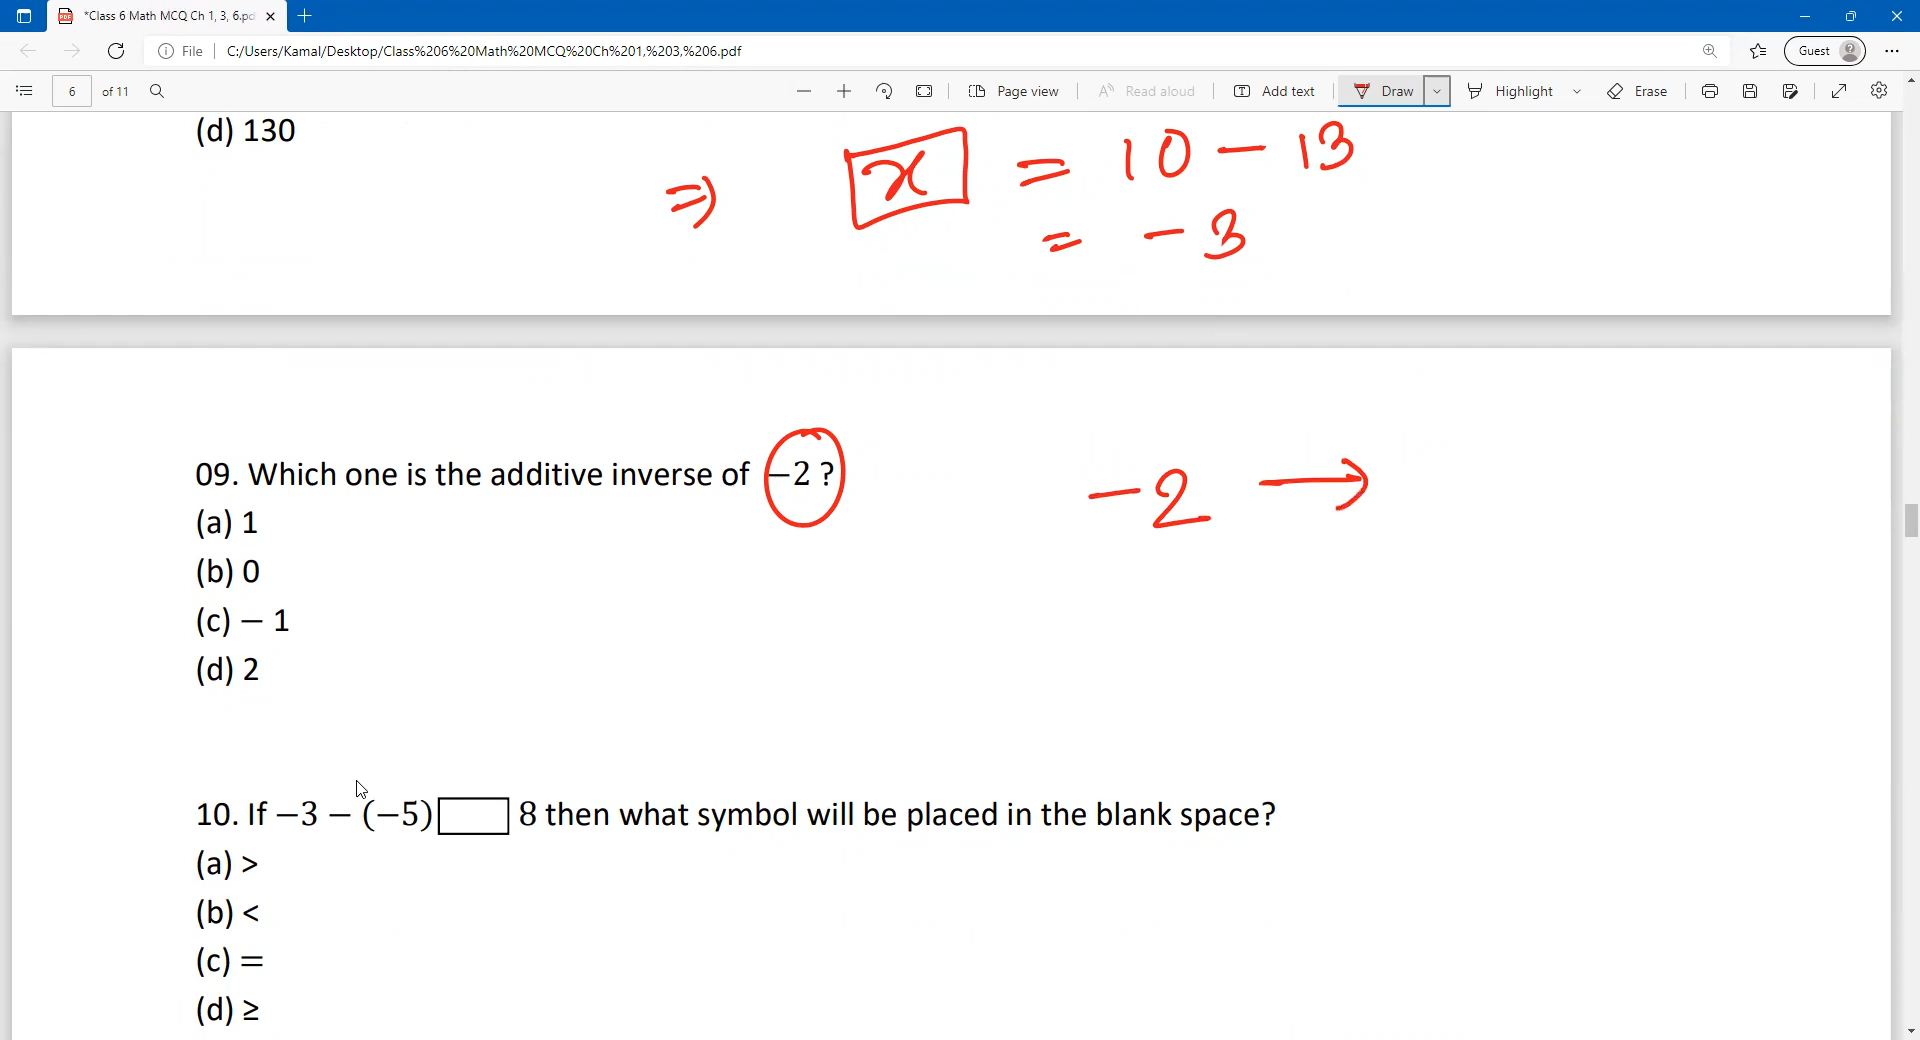 *Class 6 Math MCQ Ch 1, 3, 6.pd
File C:/Users/Kamal/Desktop/Class%206%20Math%20MCQ%20Ch%201,%203,%206.pdf Guest
6 of 11 Page view Read aloud Add text Draw Highlight Erase
(d) 130
⇒ x = 10 − 13
= − 3
09. Which one is the additive inverse of −2 ? −2 →
(a) 1
(b) 0
(c) − 1
(d) 2
10. If −3 − (−5) 8 then what symbol will be placed in the blank space?
(a) >
(b) <
(c) =
(d) ≥